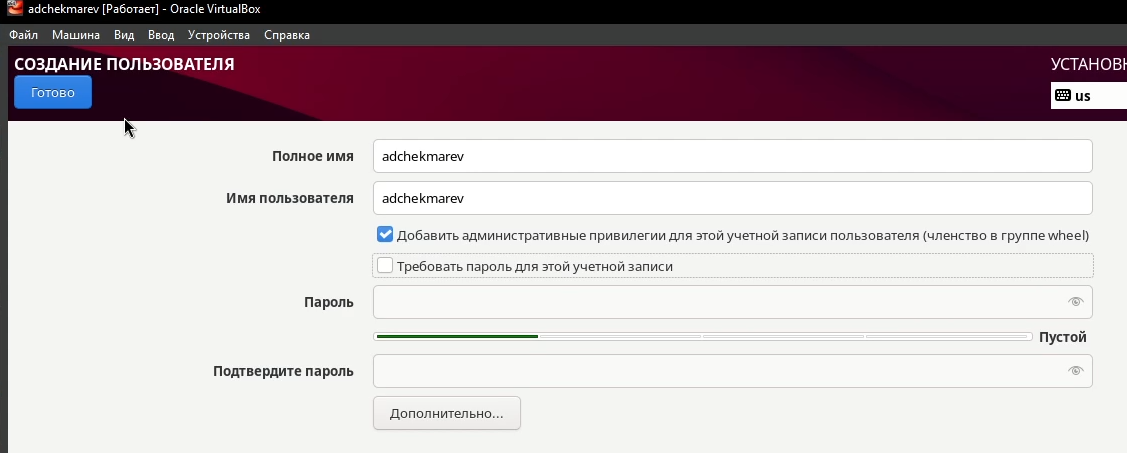 adchekmarev [Работает] - Oracle VirtualBox
Файл Машина Вид Ввод Устройства Справка
СОЗДАНИЕ ПОЛЬЗОВАТЕЛЯ
УСТАНОВК
Готово
us
Полное имя
adchekmarev
Имя пользователя
adchekmarev
Добавить административные привилегии для этой учетной записи пользователя (членство в группе wheel)
Требовать пароль для этой учетной записи
Пароль
Пустой
Подтвердите пароль
Дополнительно...